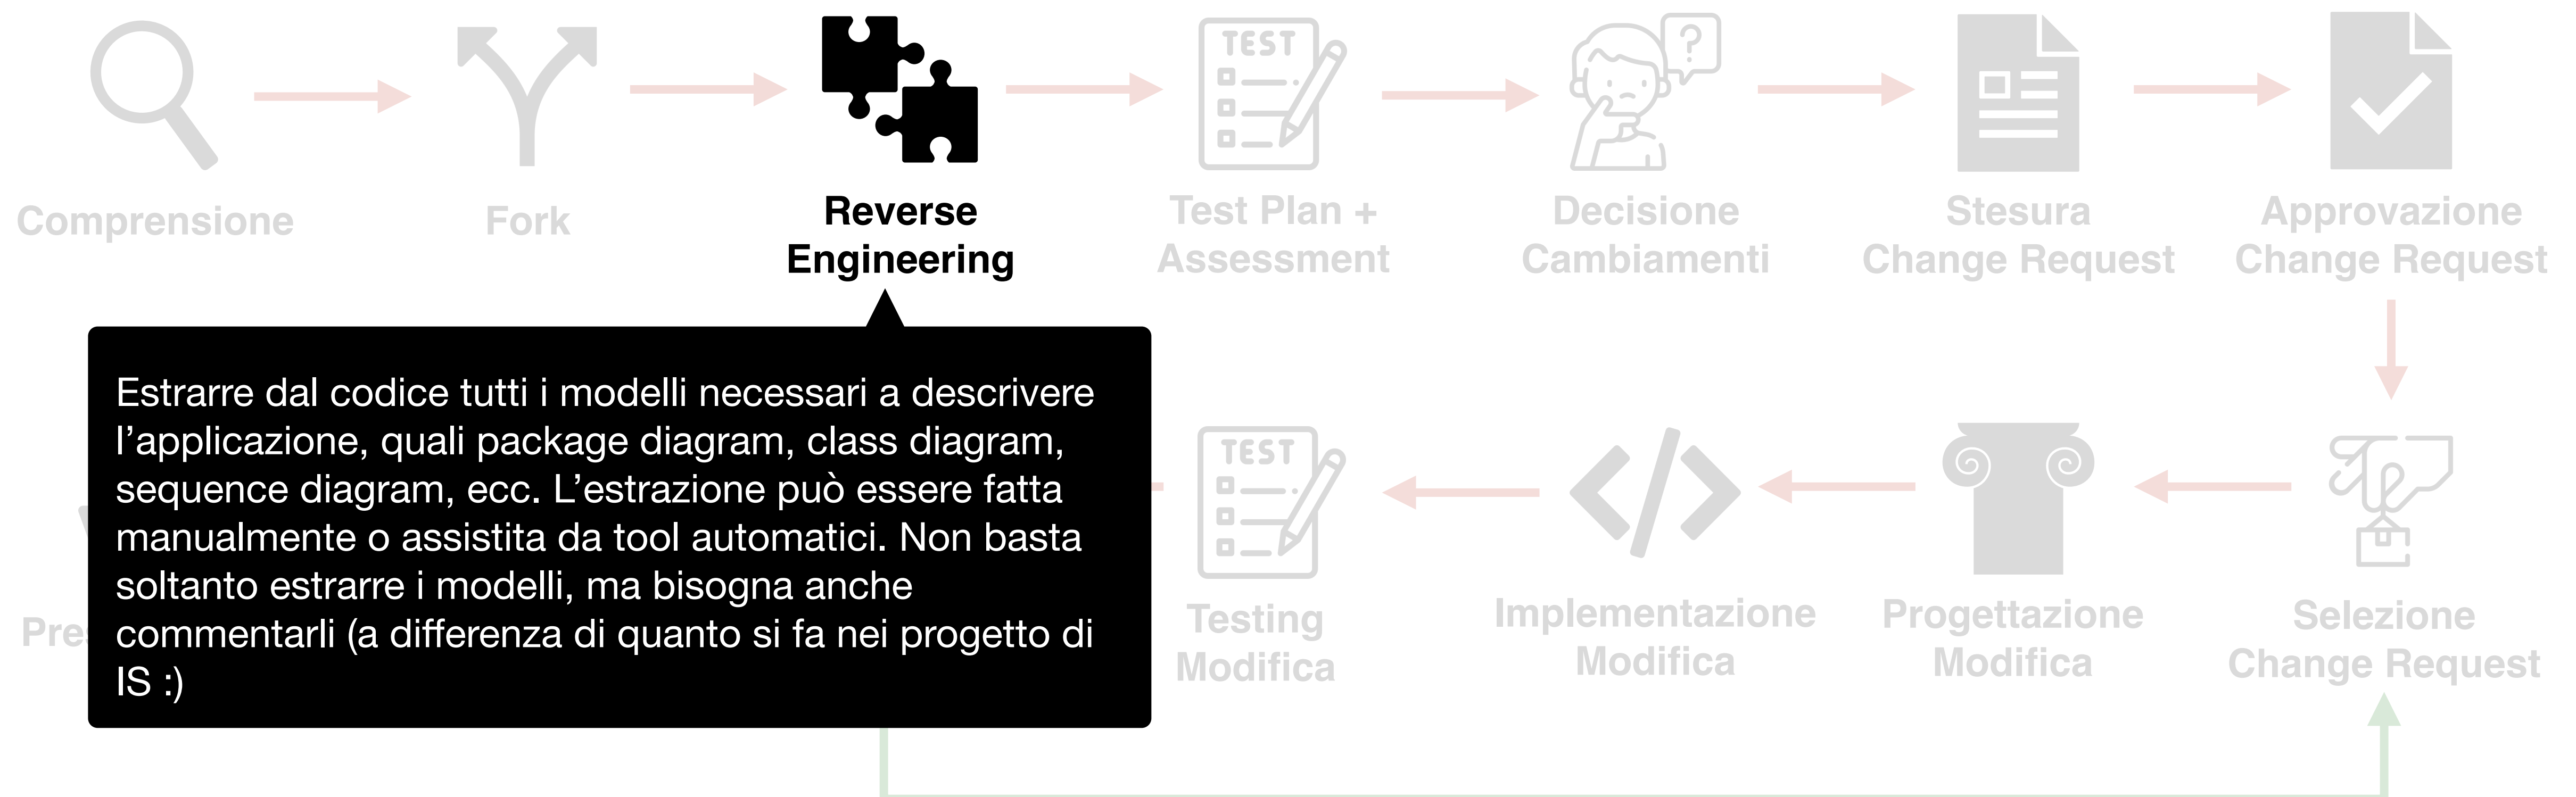 TEST
?
Comprensione
Fork
Reverse
Engineering
Test Plan +
Assessment
Decisione
Cambiamenti
Stesura
Change Request
Approvazione
Change Request
Estrarre dal codice tutti i modelli necessari a descrivere
l’applicazione, quali package diagram, class diagram,
sequence diagram, ecc. L’estrazione può essere fatta
manualmente o assistita da tool automatici. Non basta
soltanto estrarre i modelli, ma bisogna anche
commentarli (a differenza di quanto si fa nei progetto di
IS :)
TEST
Testing
Modifica
Implementazione
Modifica
Progettazione
Modifica
Selezione
Change Request